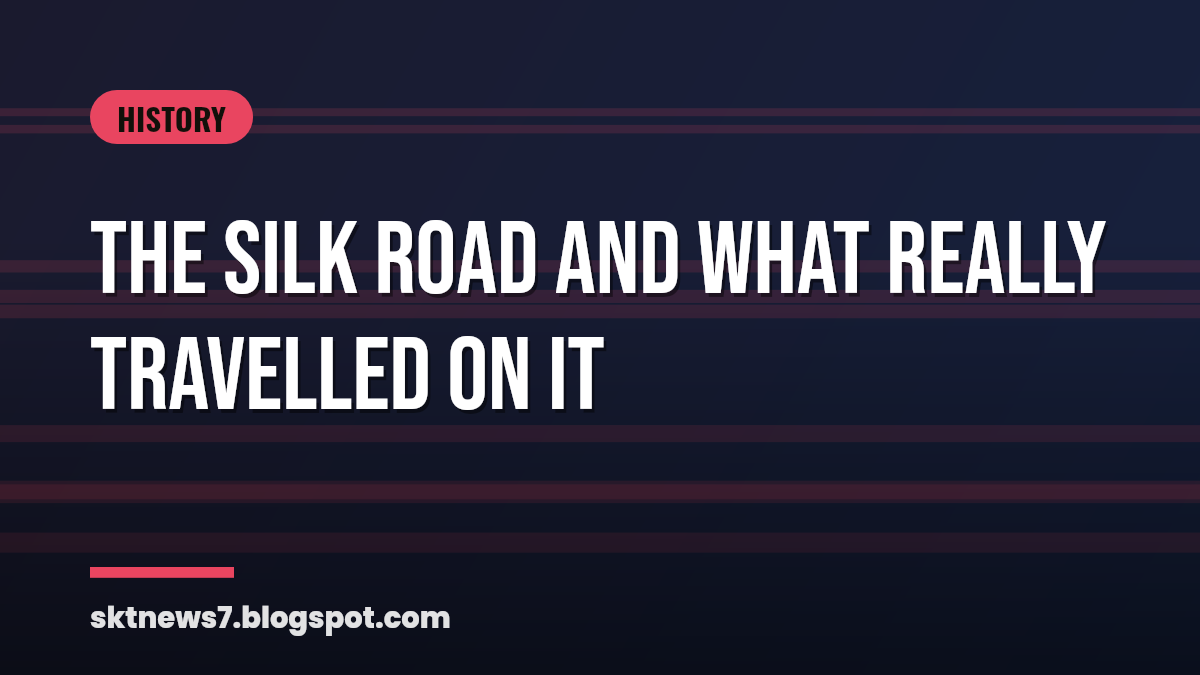 HISTORY
THE SILK ROAD AND WHAT REALLY
TRAVELLED ON IT
sktnews7.blogspot.com